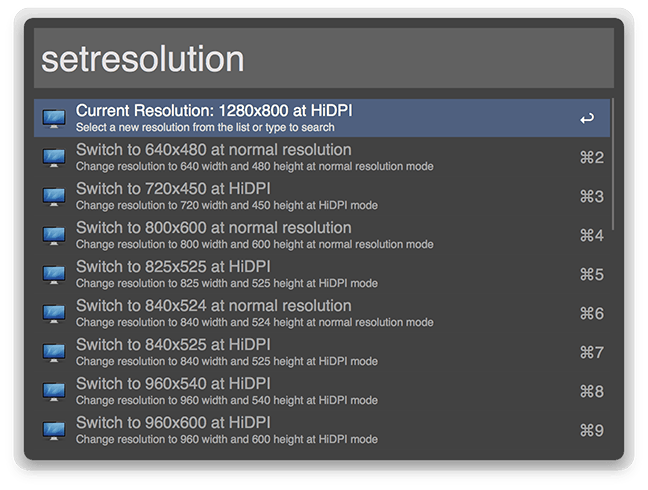 setresolution
Current Resolution: 1280x800 at HiDPI
Select a new resolution from the list or type to search
↩
Switch to 640x480 at normal resolution
Change resolution to 640 width and 480 height at normal resolution mode
⌘2
Switch to 720x450 at HiDPI
Change resolution to 720 width and 450 height at HiDPI mode
⌘3
Switch to 800x600 at normal resolution
Change resolution to 800 width and 600 height at normal resolution mode
⌘4
Switch to 825x525 at HiDPI
Change resolution to 825 width and 525 height at HiDPI mode
⌘5
Switch to 840x524 at normal resolution
Change resolution to 840 width and 524 height at normal resolution mode
⌘6
Switch to 840x525 at HiDPI
Change resolution to 840 width and 525 height at HiDPI mode
⌘7
Switch to 960x540 at HiDPI
Change resolution to 960 width and 540 height at HiDPI mode
⌘8
Switch to 960x600 at HiDPI
Change resolution to 960 width and 600 height at HiDPI mode
⌘9